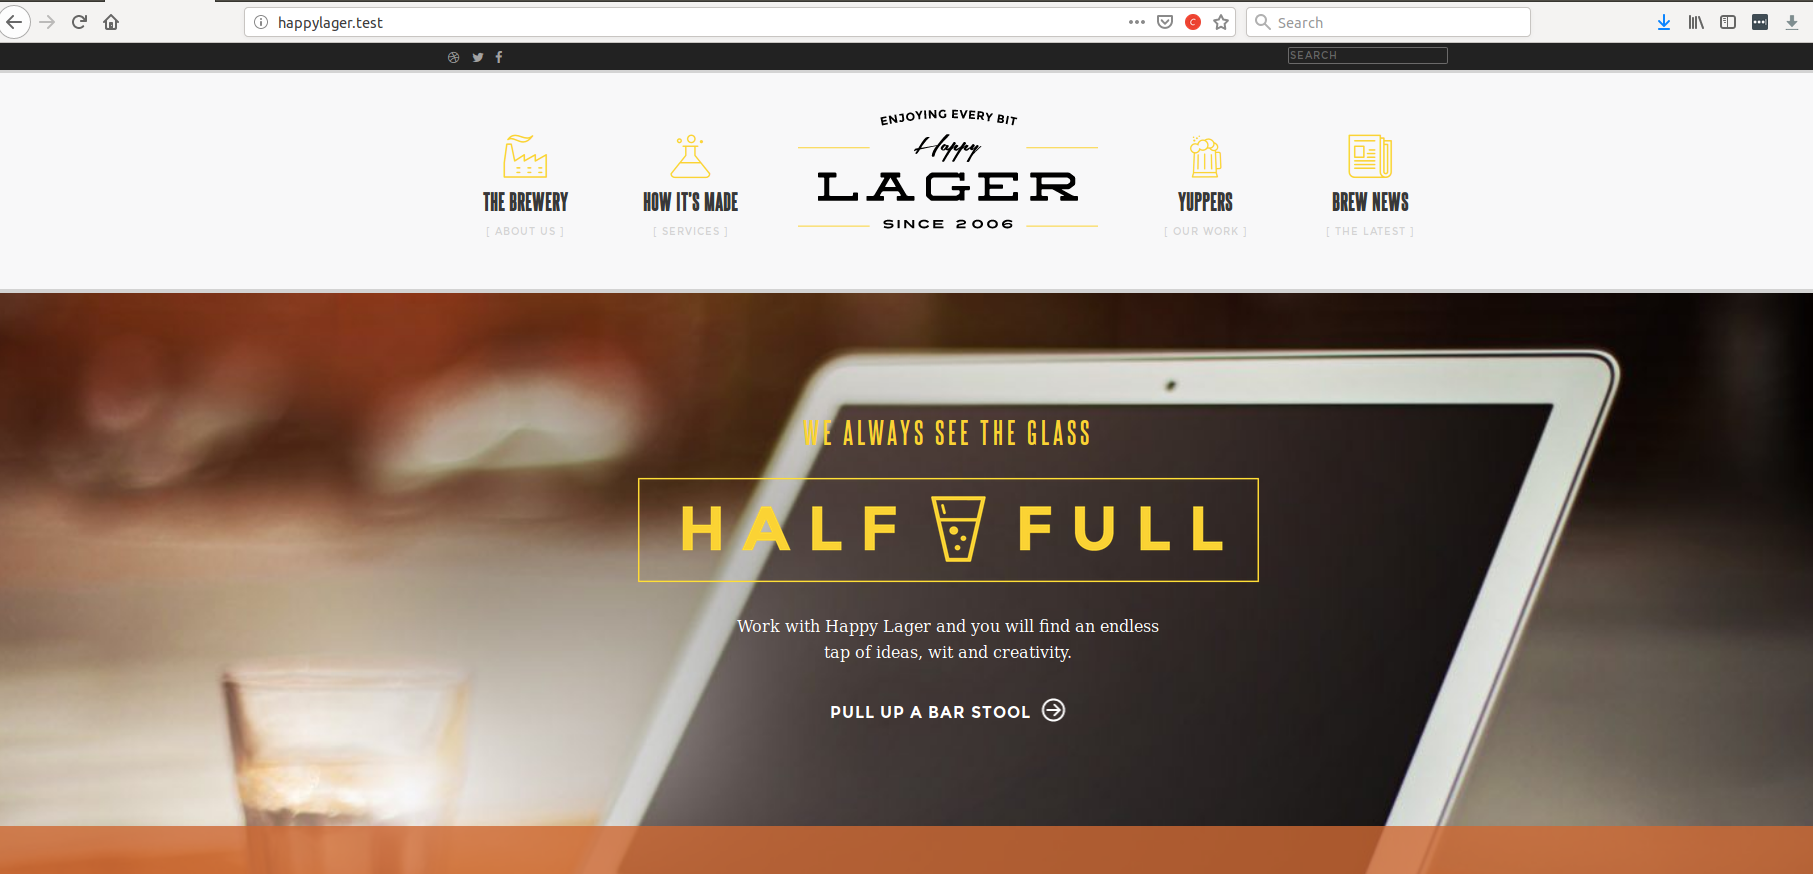 happylager.test
Search
SEARCH
ENJOYING EVERY BIT
Happy
LAGER
SINCE 2006
THE BREWERY
[ ABOUT US ]
HOW IT'S MADE
[ SERVICES ]
YUPPERS
[ OUR WORK ]
BREW NEWS
[ THE LATEST ]
WE ALWAYS SEE THE GLASS
HALF FULL
Work with Happy Lager and you will find an endless
tap of ideas, wit and creativity.
PULL UP A BAR STOOL